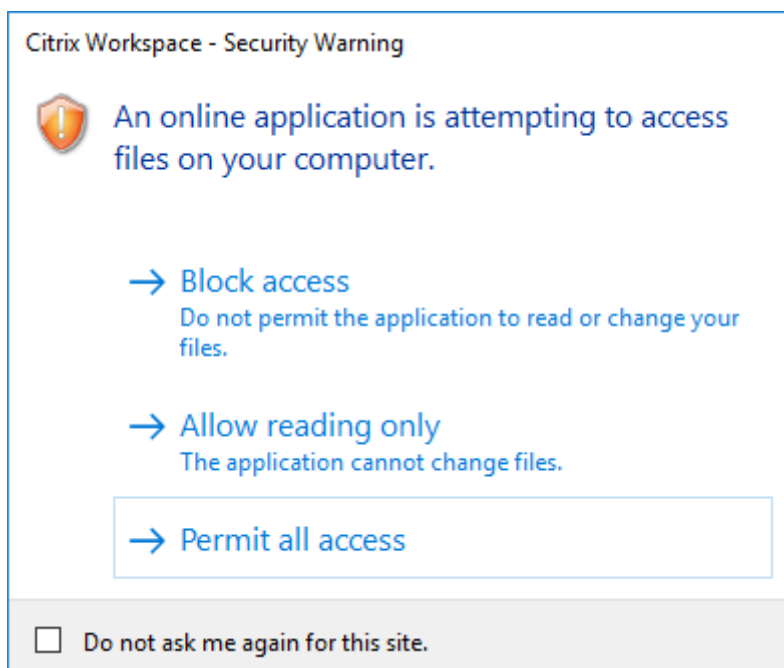 Citrix Workspace - Security Warning
An online application is attempting to access
files on your computer.
Block access
Do not permit the application to read or change your
files.
Allow reading only
The application cannot change files.
Permit all access
Do not ask me again for this site.